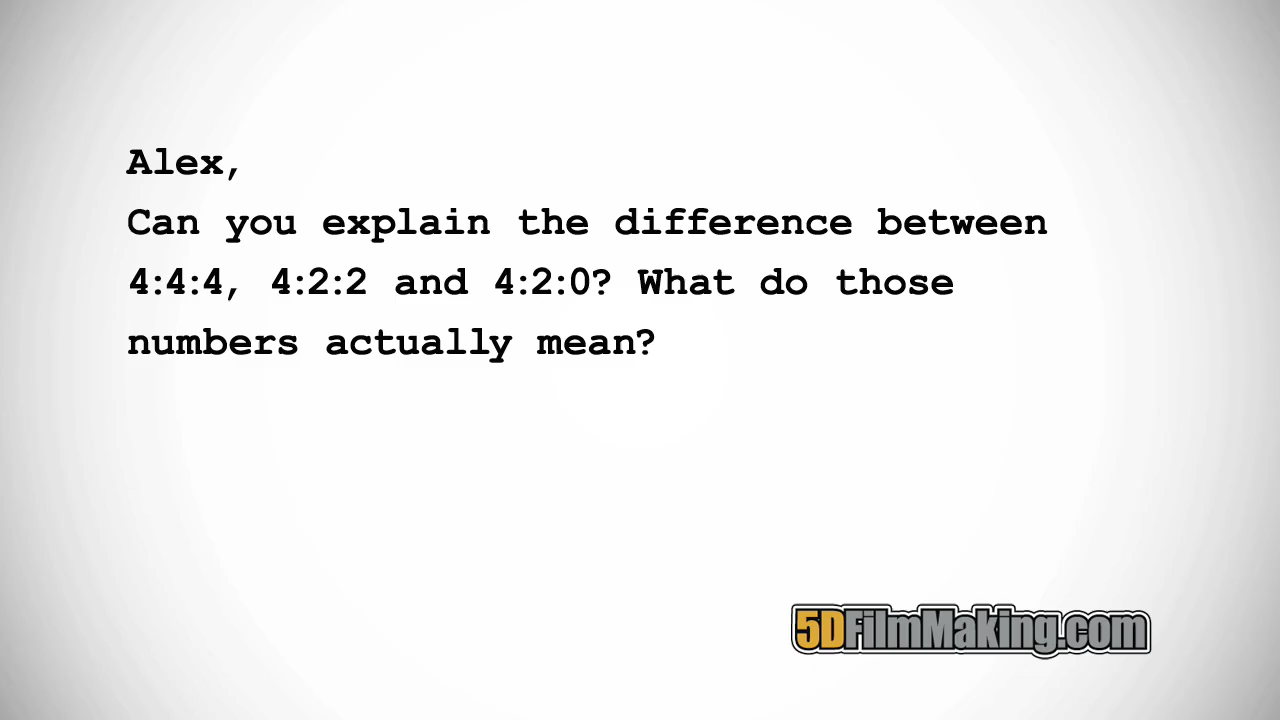 Alex,
Can you explain the difference between
4:4:4, 4:2:2 and 4:2:0? What do those
numbers actually mean?
5DFilmMaking.com